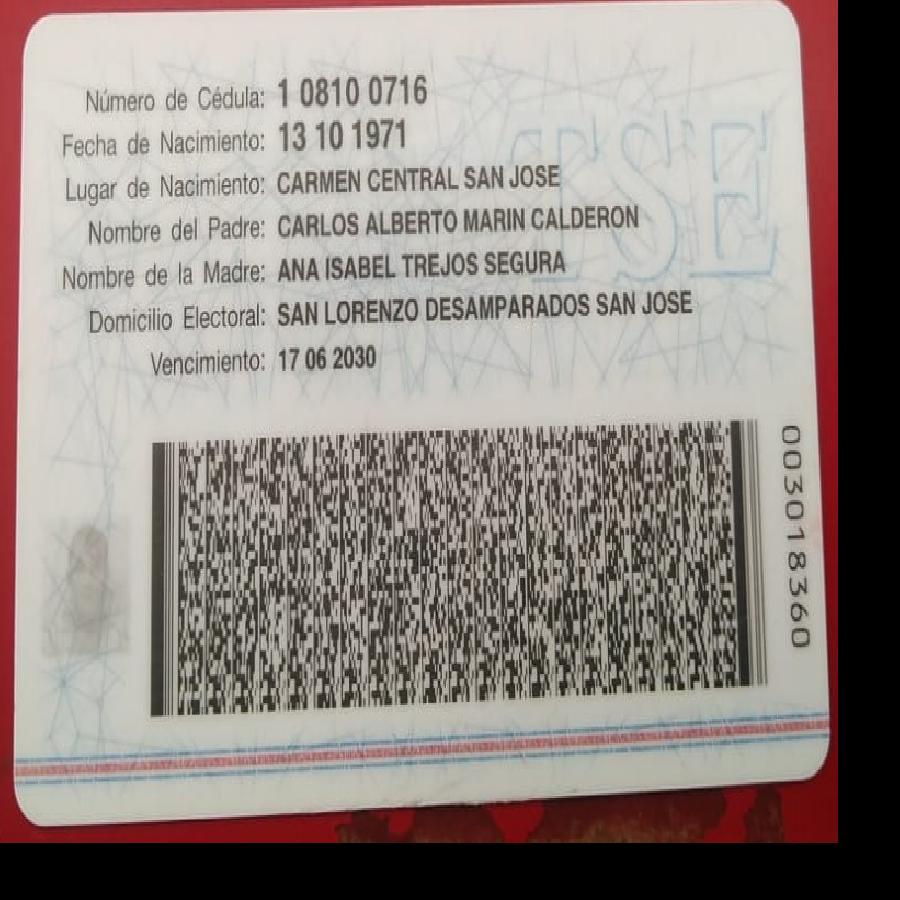 Número de Cédula: 1 0810 0716
Fecha de Nacimiento: 13 10 1971
Lugar de Nacimiento: CARMEN CENTRAL SAN JOSE
Nombre del Padre: CARLOS ALBERTO MARIN CALDERON
Nombre de la Madre: ANA ISABEL TREJOS SEGURA
Domicilio Electoral: SAN LORENZO DESAMPARADOS SAN JOSE
Vencimiento: 17 06 2030
TSE
003018360